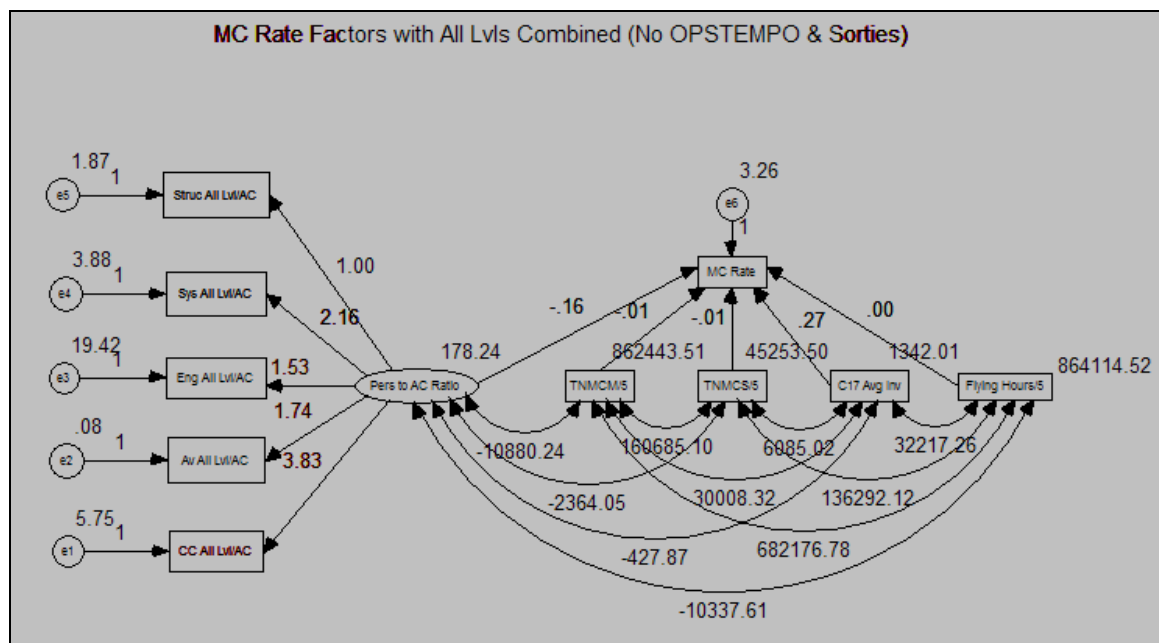 MC Rate Factors with All Lvls Combined (No OPSTEMPO & Sorties)
1.87
1
e5
Struc All Lvl/AC
3.26
e6
1
3.88
1
e4
Sys All Lvl/AC
1.00
MC Rate
2.16
-.16
-.01
-.01
.27
.00
19.42
1
e3
Eng All Lvl/AC
1.53
178.24
862443.51
45253.50
1342.01
864114.52
Pers to AC Ratio
TNMCM/5
TNMCS/5
C17 Avg Inv
Flying Hours/5
1.74
.08
1
e2
Av All Lvl/AC
3.83
-10880.24
160685.10
6085.02
32217.26
-2364.05
30008.32
136292.12
5.75
1
e1
CC All Lvl/AC
-427.87
682176.78
-10337.61